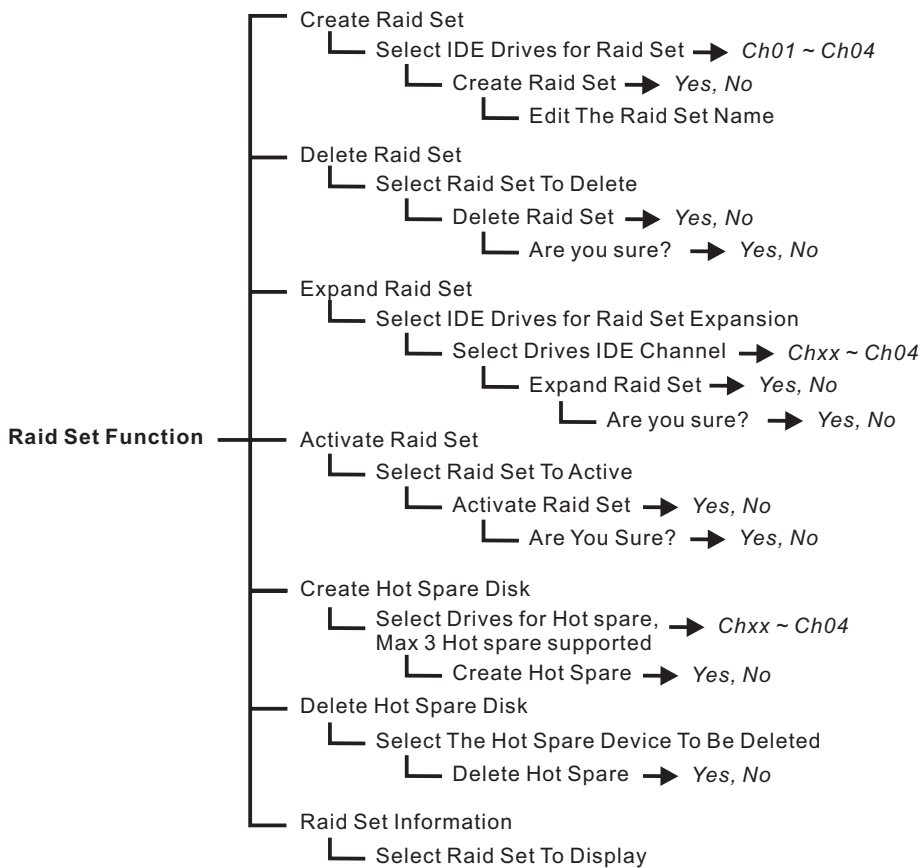 Create Raid Set
Select IDE Drives for Raid Set Ch01 ~ Ch04
Create Raid Set Yes, No
Edit The Raid Set Name
Delete Raid Set
Select Raid Set To Delete
Delete Raid Set Yes, No
Are you sure? Yes, No
Expand Raid Set
Select IDE Drives for Raid Set Expansion
Select Drives IDE Channel Chxx ~ Ch04
Expand Raid Set Yes, No
Are you sure? Yes, No
Raid Set Function
Activate Raid Set
Select Raid Set To Active
Activate Raid Set Yes, No
Are You Sure? Yes, No
Create Hot Spare Disk
Select Drives for Hot spare,
Max 3 Hot spare supported
Chxx ~ Ch04
Create Hot Spare Yes, No
Delete Hot Spare Disk
Select The Hot Spare Device To Be Deleted
Delete Hot Spare Yes, No
Raid Set Information
Select Raid Set To Display